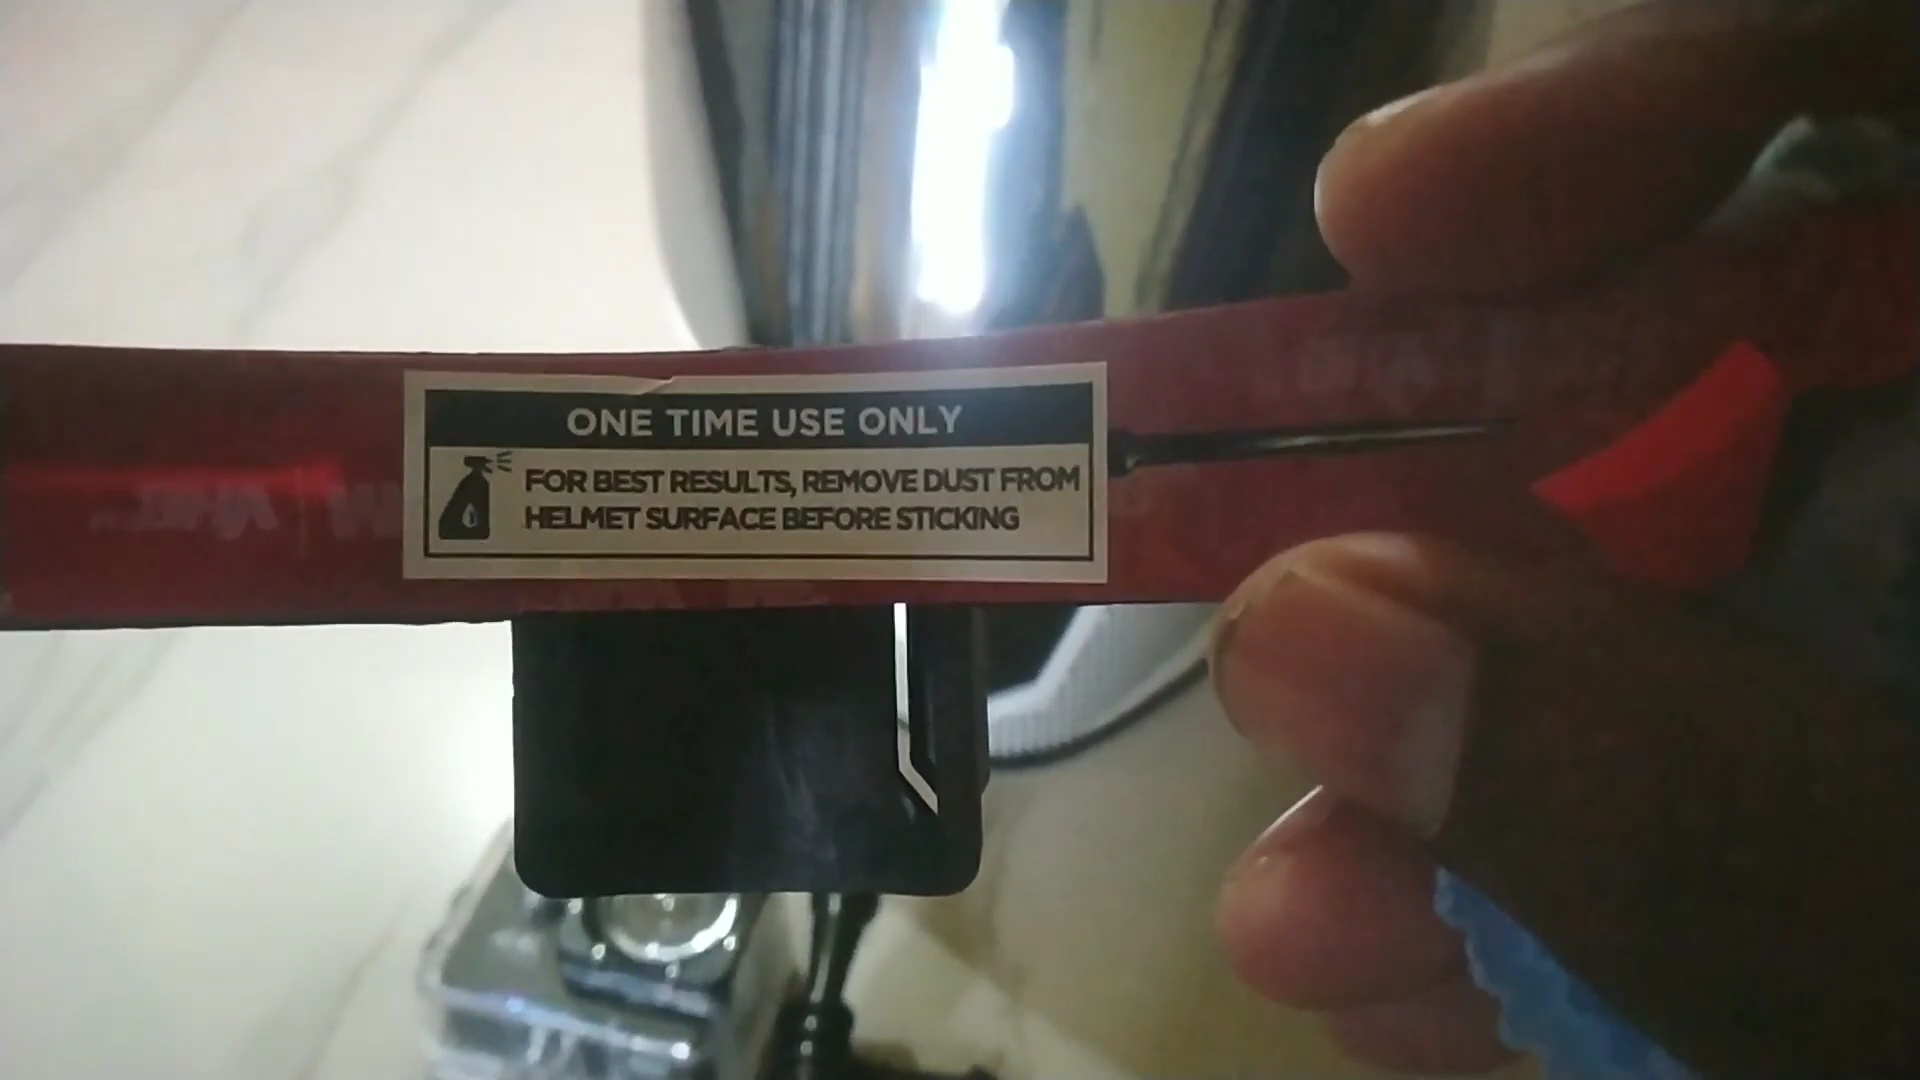 ONE TIME USE ONLY
FOR BEST RESULTS, REMOVE DUST FROM
HELMET SURFACE BEFORE STICKING